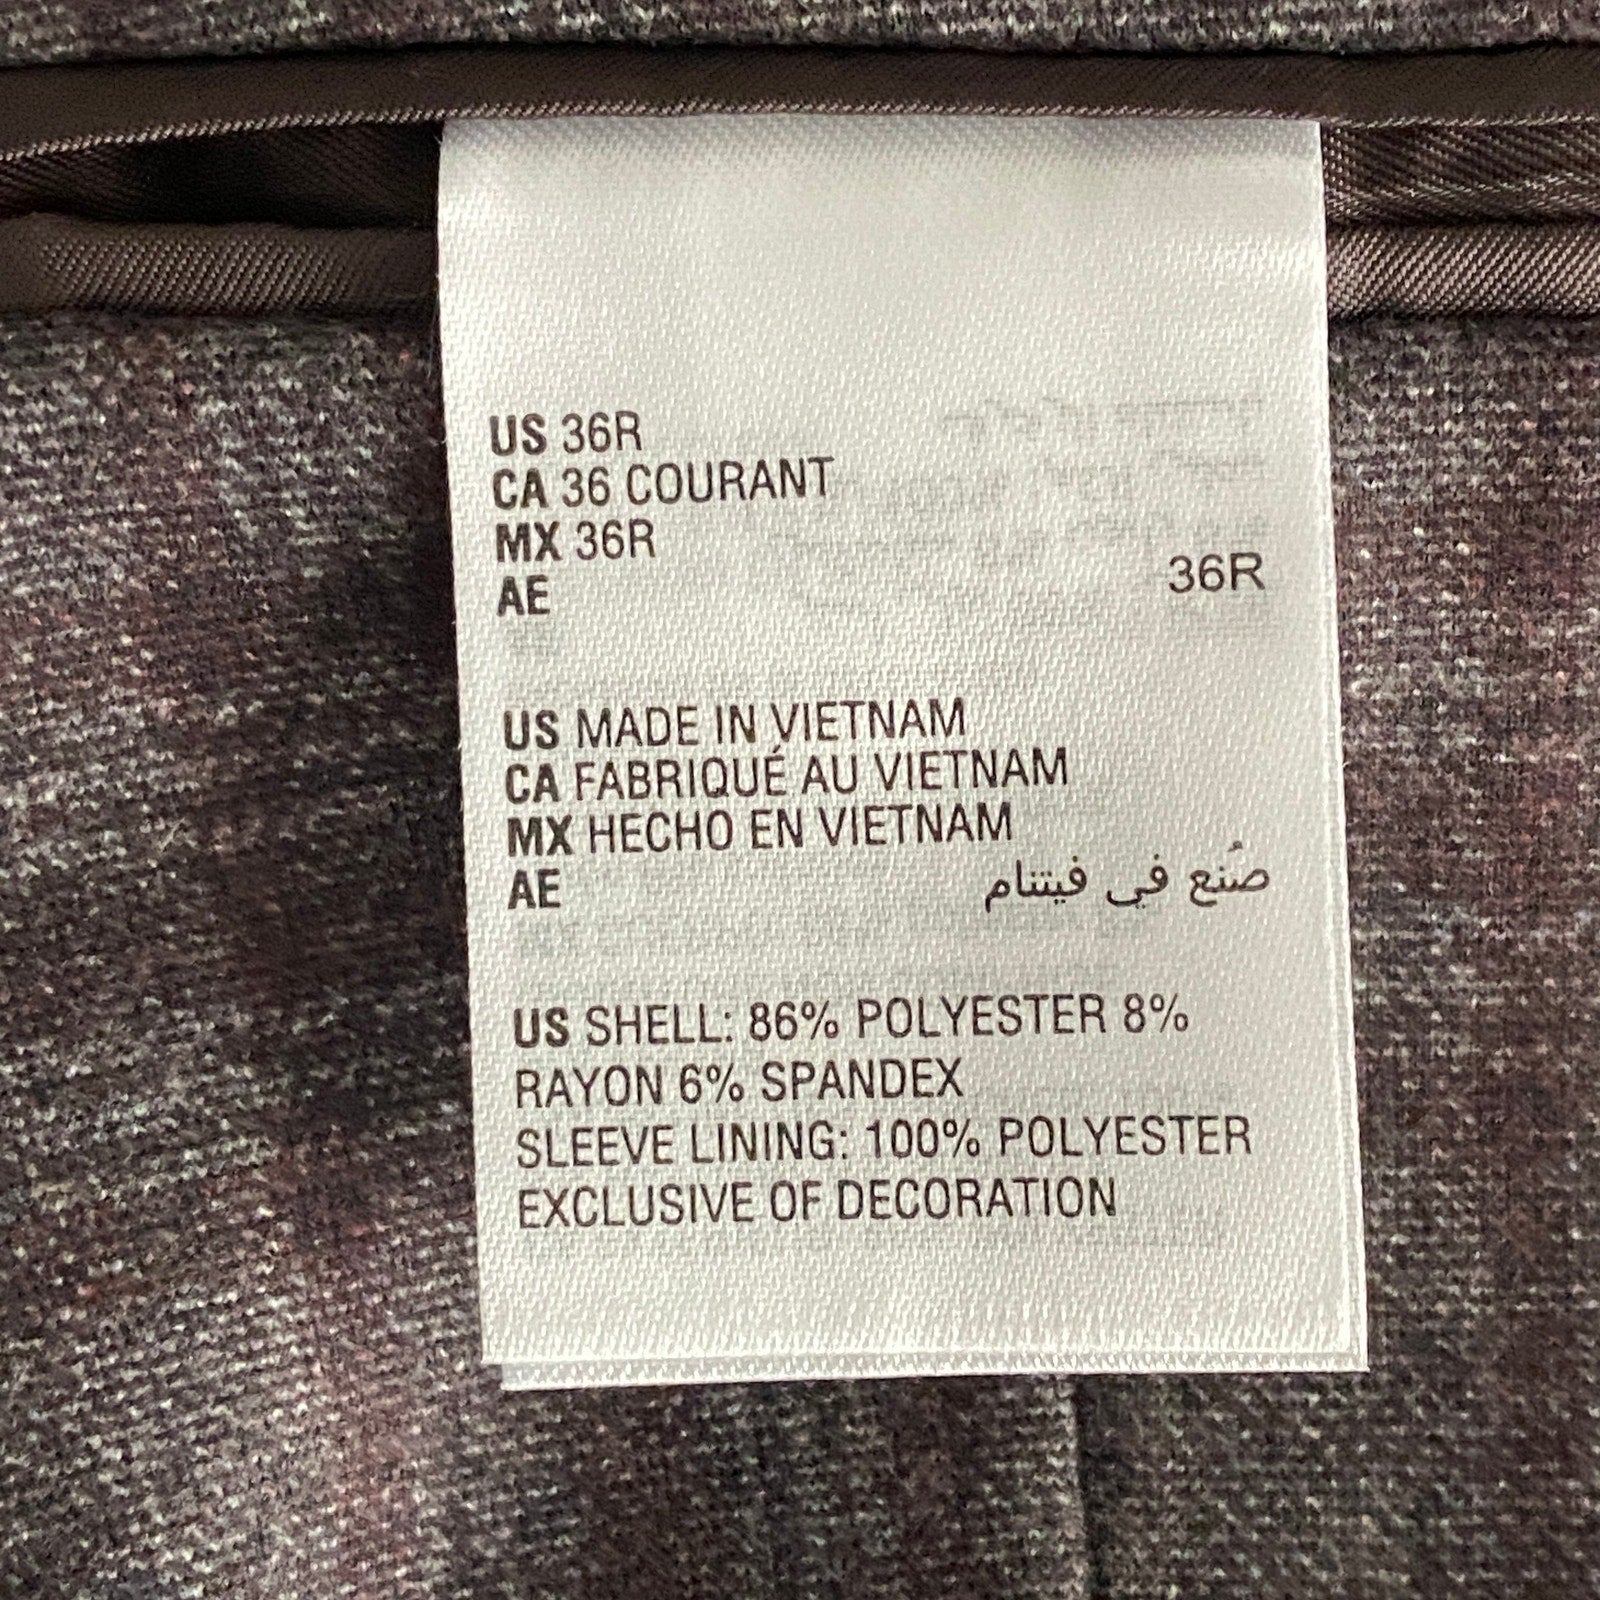 US 36R
CA 36 COURANT
MX 36R
AE 36R
US MADE IN VIETNAM
CA FABRIQUÉ AU VIETNAM
MX HECHO EN VIETNAM
AE صُنع في فيتنام
US SHELL: 86% POLYESTER 8%
RAYON 6% SPANDEX
SLEEVE LINING: 100% POLYESTER
EXCLUSIVE OF DECORATION